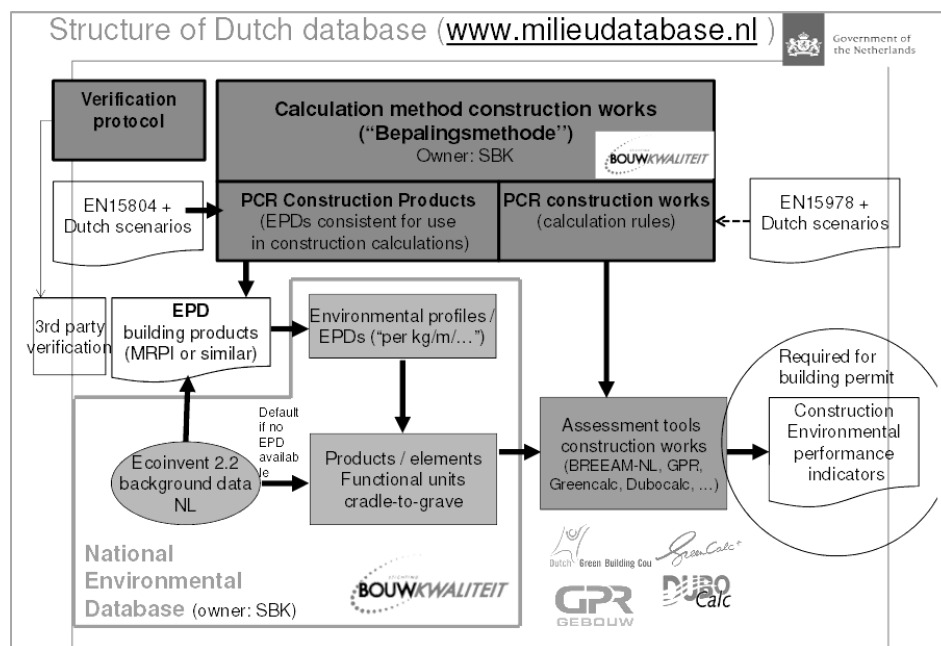 Structure of Dutch database (www.milieudatabase.nl )
Government of
the Netherlands
Verification
protocol
Calculation method construction works
(“Bepalingsmethode”)
Owner: SBK
STICHTING
BOUWKWALITEIT
EN15804 +
Dutch scenarios
PCR Construction Products
(EPDs consistent for use
in construction calculations)
PCR construction works
(calculation rules)
EN15978 +
Dutch scenarios
3rd party
verification
EPD
building products
(MRPI or similar)
Environmental profiles /
EPDs (“per kg/m/…”)
Required for
building permit
Construction
Environmental
performance
indicators
Default
if no
EPD
availab
le
Ecoinvent 2.2
background data
NL
Products / elements
Functional units
cradle-to-grave
Assessment tools
construction works
(BREEAM-NL, GPR,
Greencalc, Dubocalc, …)
National
Environmental
Database (owner: SBK)
STICHTING
BOUWKWALITEIT
Dutch Green Building Cou
GreenCalc+
GPR
GEBOUW
DUBO
Calc